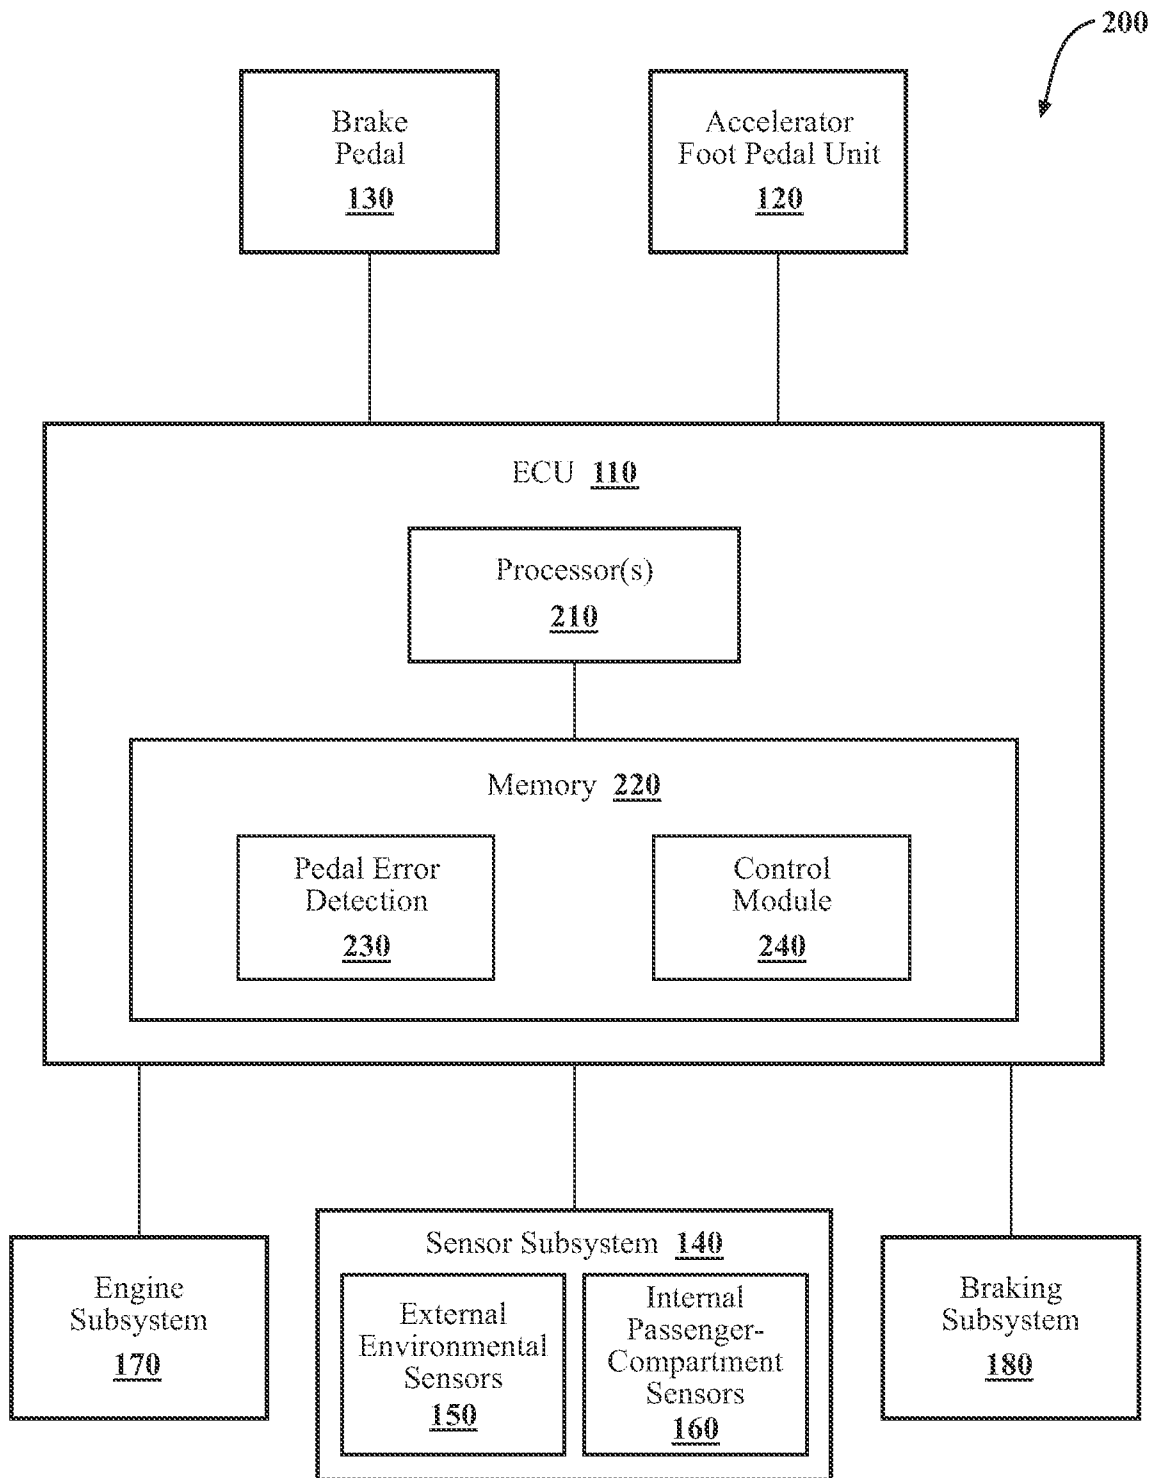 200
Brake
Pedal
130
Accelerator
Foot Pedal Unit
120
ECU 110
Processor(s)
210
Memory 220
Pedal Error
Detection
230
Control
Module
240
Engine
Subsystem
170
Sensor Subsystem 140
External
Environmental
Sensors
150
Internal
Passenger-
Compartment
Sensors
160
Braking
Subsystem
180